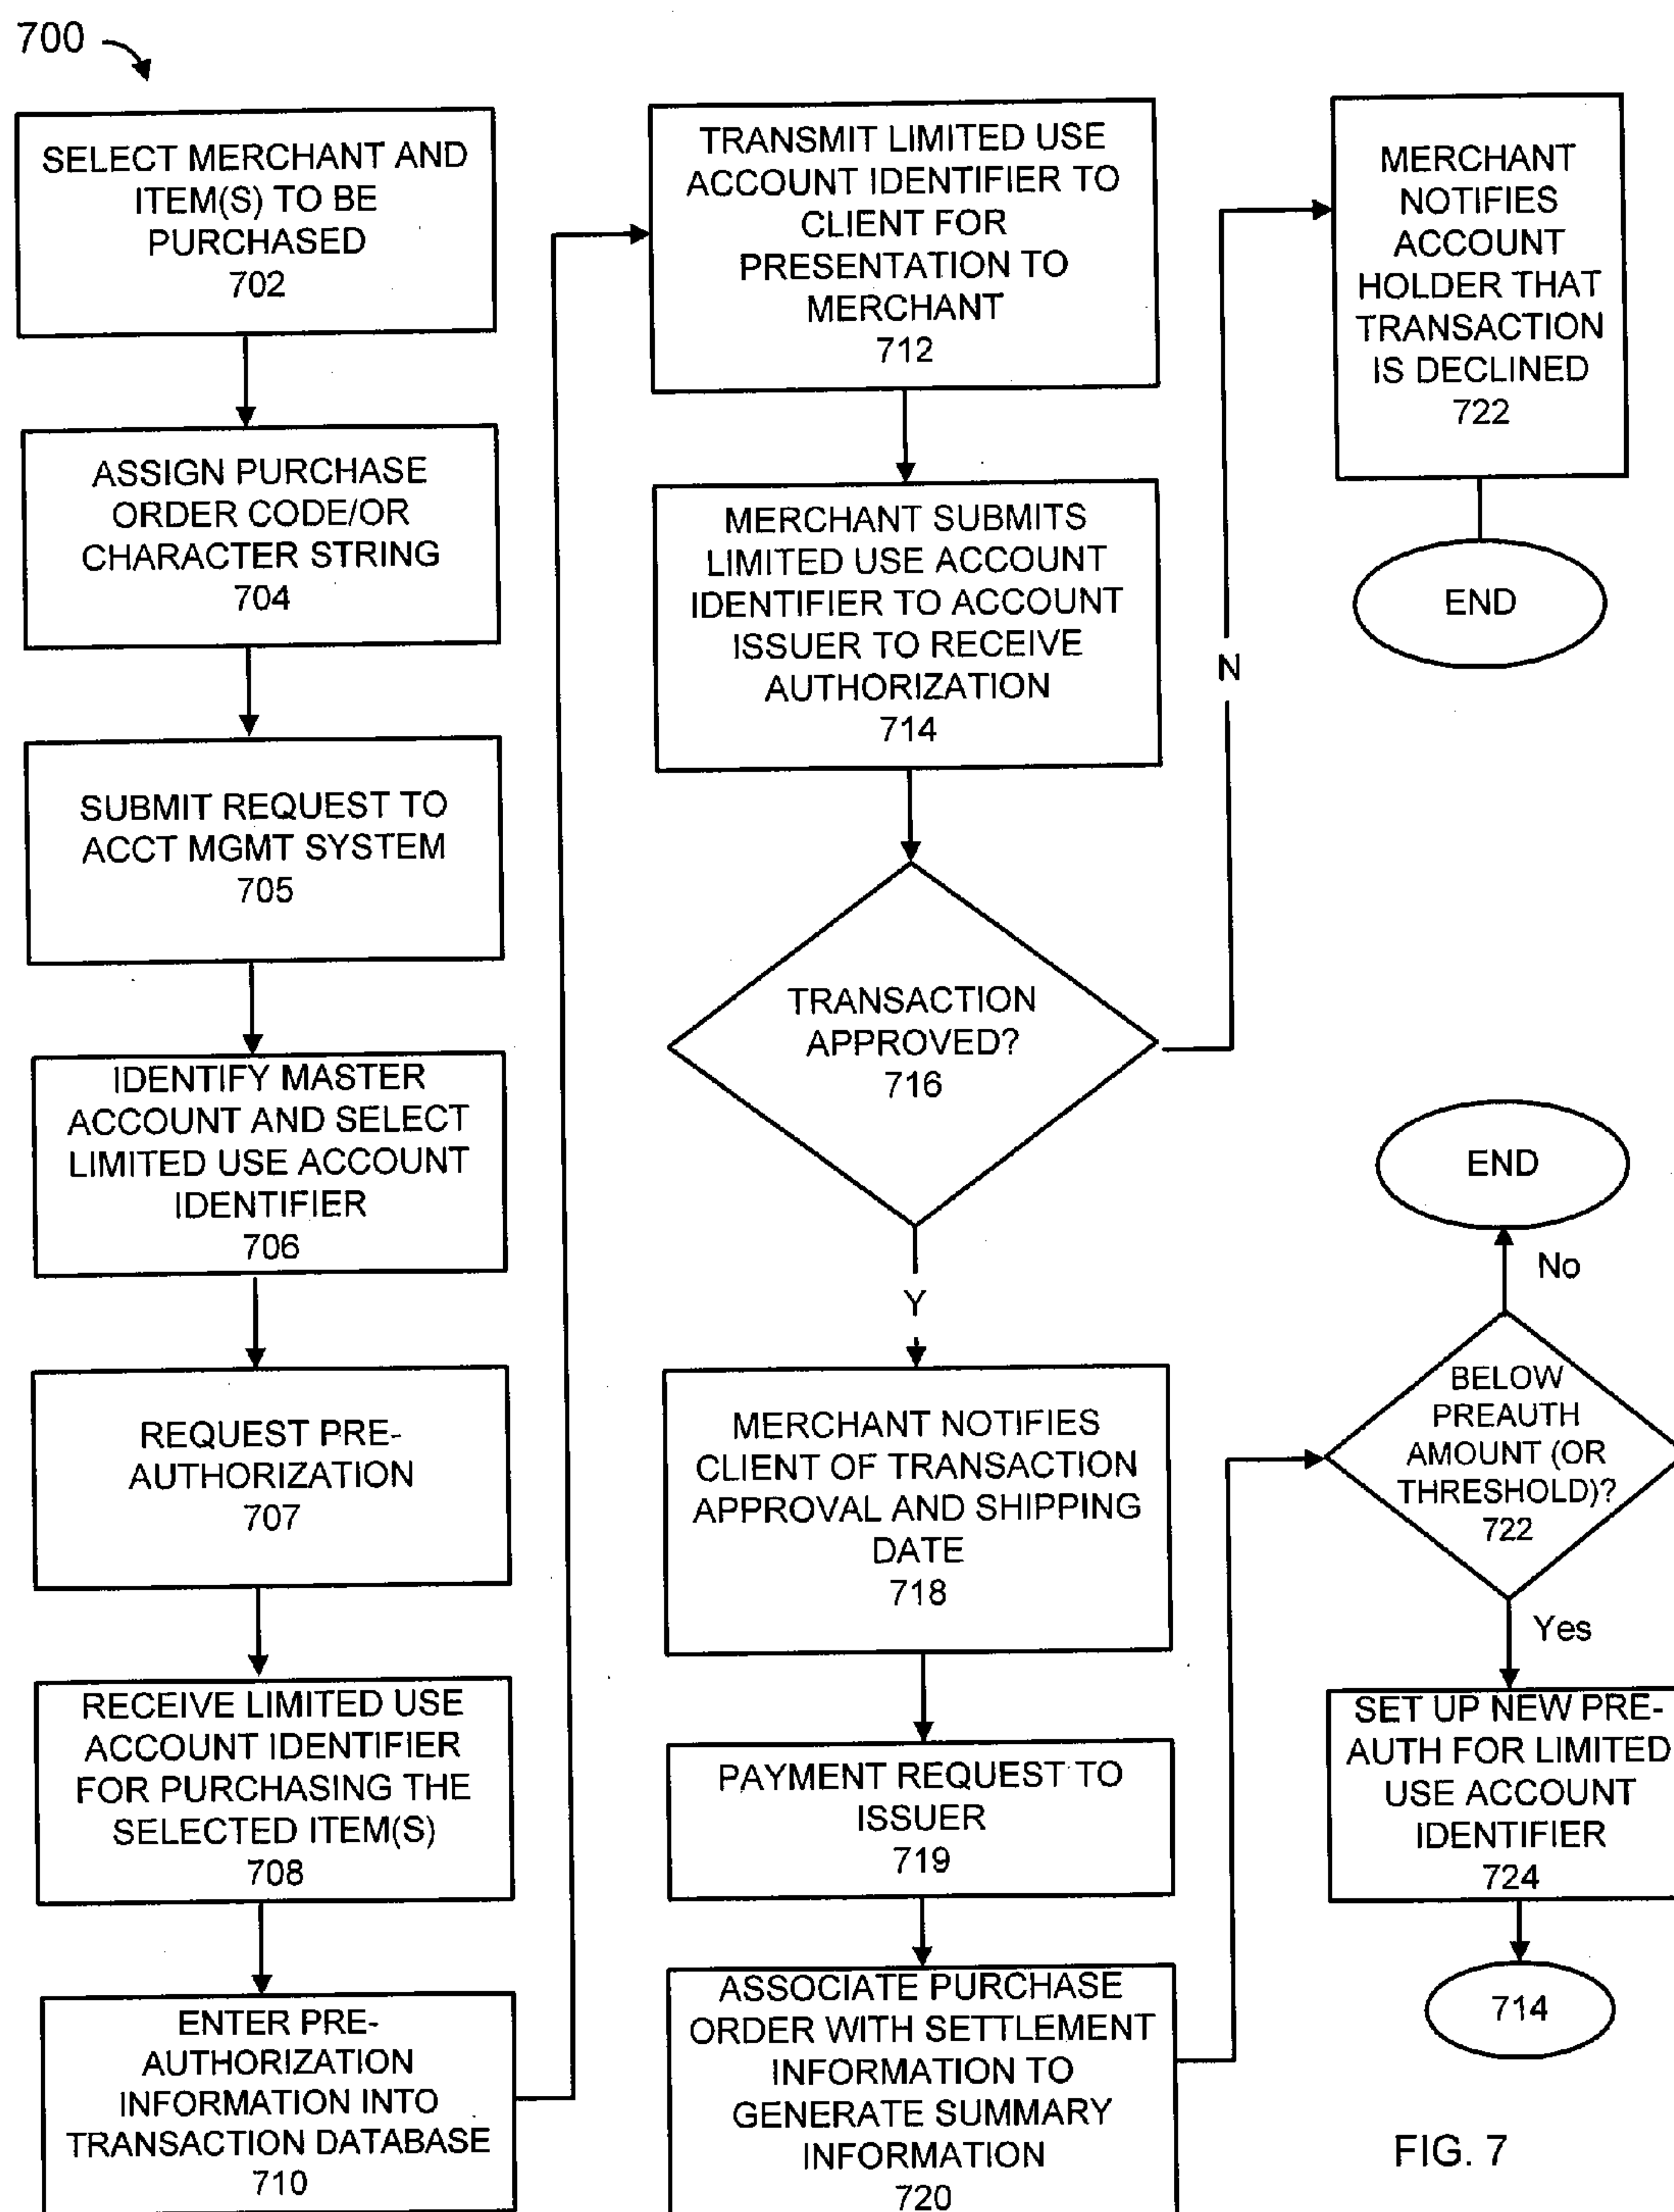 700
SELECT MERCHANT AND
ITEM(S) TO BE
PURCHASED
702
ASSIGN PURCHASE
ORDER CODE/OR
CHARACTER STRING
704
SUBMIT REQUEST TO
ACCT MGMT SYSTEM
705
IDENTIFY MASTER
ACCOUNT AND SELECT
LIMITED USE ACCOUNT
IDENTIFIER
706
REQUEST PRE-
AUTHORIZATION
707
RECEIVE LIMITED USE
ACCOUNT IDENTIFIER
FOR PURCHASING THE
SELECTED ITEM(S)
708
ENTER PRE-
AUTHORIZATION
INFORMATION INTO
TRANSACTION DATABASE
710
TRANSMIT LIMITED USE
ACCOUNT IDENTIFIER TO
CLIENT FOR
PRESENTATION TO
MERCHANT
712
MERCHANT SUBMITS
LIMITED USE ACCOUNT
IDENTIFIER TO ACCOUNT
ISSUER TO RECEIVE
AUTHORIZATION
714
TRANSACTION
APPROVED?
716
N
Y
MERCHANT NOTIFIES
CLIENT OF TRANSACTION
APPROVAL AND SHIPPING
DATE
718
PAYMENT REQUEST TO
ISSUER
719
ASSOCIATE PURCHASE
ORDER WITH SETTLEMENT
INFORMATION TO
GENERATE SUMMARY
INFORMATION
720
MERCHANT
NOTIFIES
ACCOUNT
HOLDER THAT
TRANSACTION
IS DECLINED
722
END
END
No
BELOW
PREAUTH
AMOUNT (OR
THRESHOLD)?
722
Yes
SET UP NEW PRE-
AUTH FOR LIMITED
USE ACCOUNT
IDENTIFIER
724
714
FIG. 7